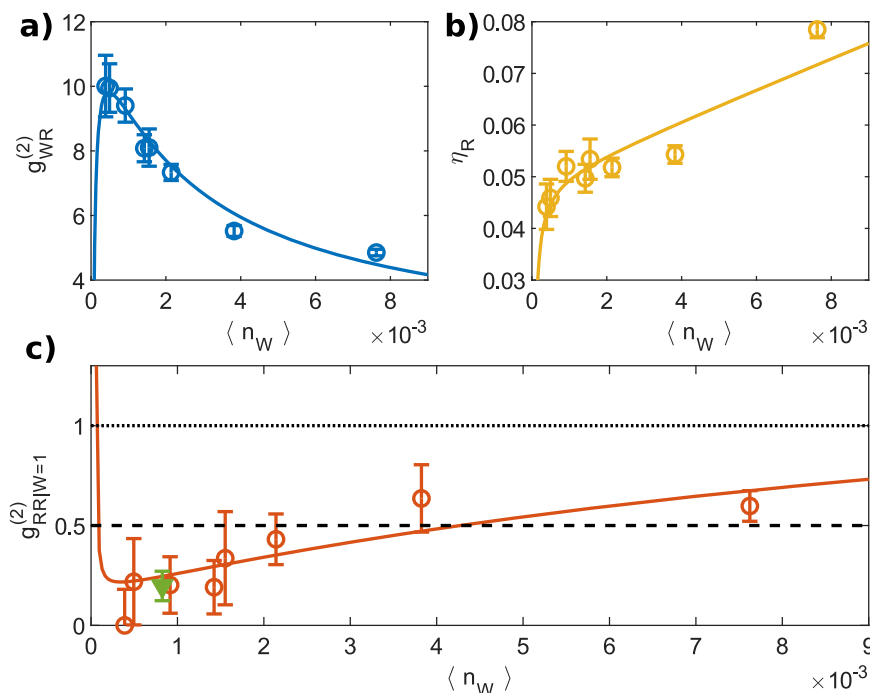 a)
12
10
8
6
4
g(2)WR
0 2 4 6 8
⟨ nW ⟩ ×10-3
b)
0.08
0.07
0.06
0.05
0.04
0.03
ηR
0 2 4 6 8
⟨ nW ⟩ ×10-3
c)
1
0.5
0
g(2)RR|W=1
0 1 2 3 4 5 6 7 8 9
⟨ nW ⟩ ×10-3